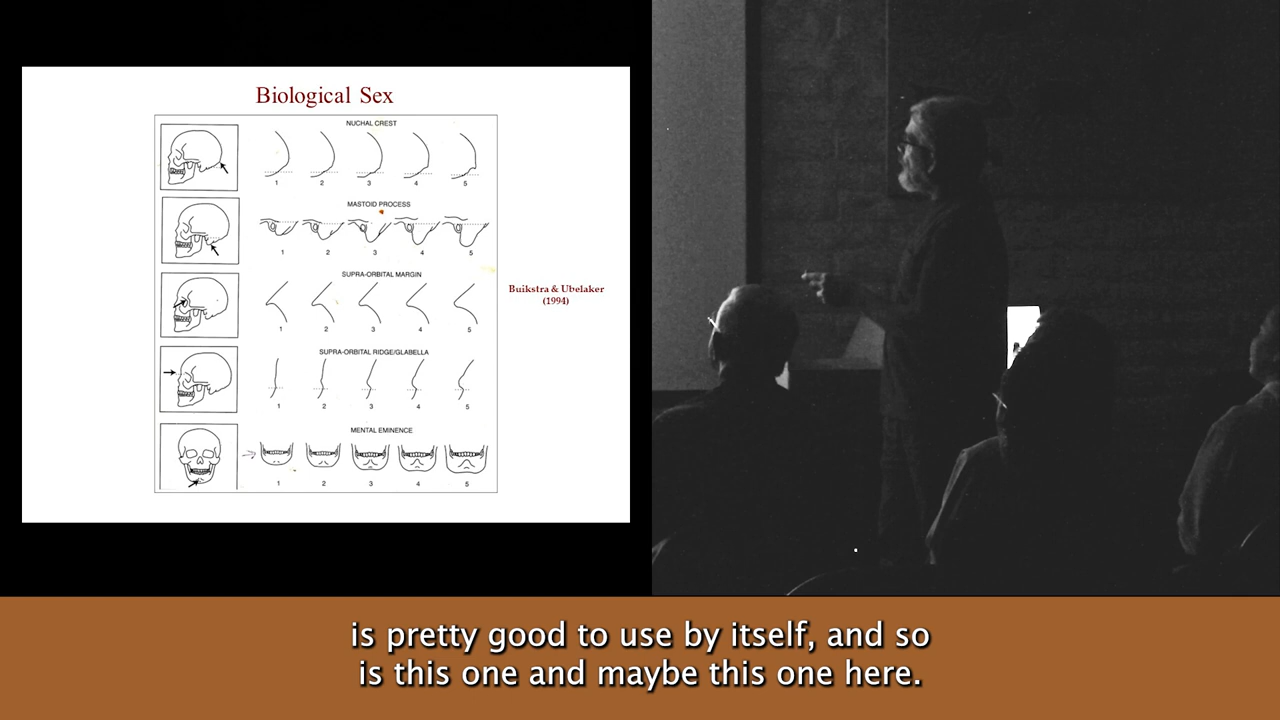 Biological Sex
NUCHAL CREST
1 2 3 4 5
MASTOID PROCESS
1 2 3 4 5
SUPRA-ORBITAL MARGIN
1 2 3 4 5
SUPRA-ORBITAL RIDGE/GLABELLA
1 2 3 4 5
MENTAL EMINENCE
1 2 3 4 5
Buikstra & Ubelaker
(1994)
is pretty good to use by itself, and so
is this one and maybe this one here.